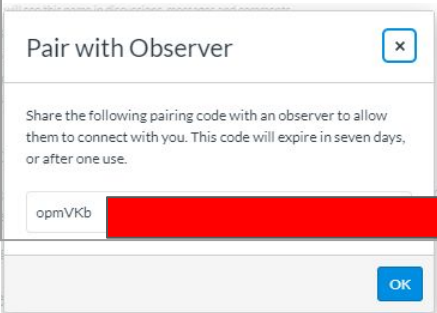 Pair with Observer
×
Share the following pairing code with an observer to allow
them to connect with you. This code will expire in seven days,
or after one use.
opmVKb
OK